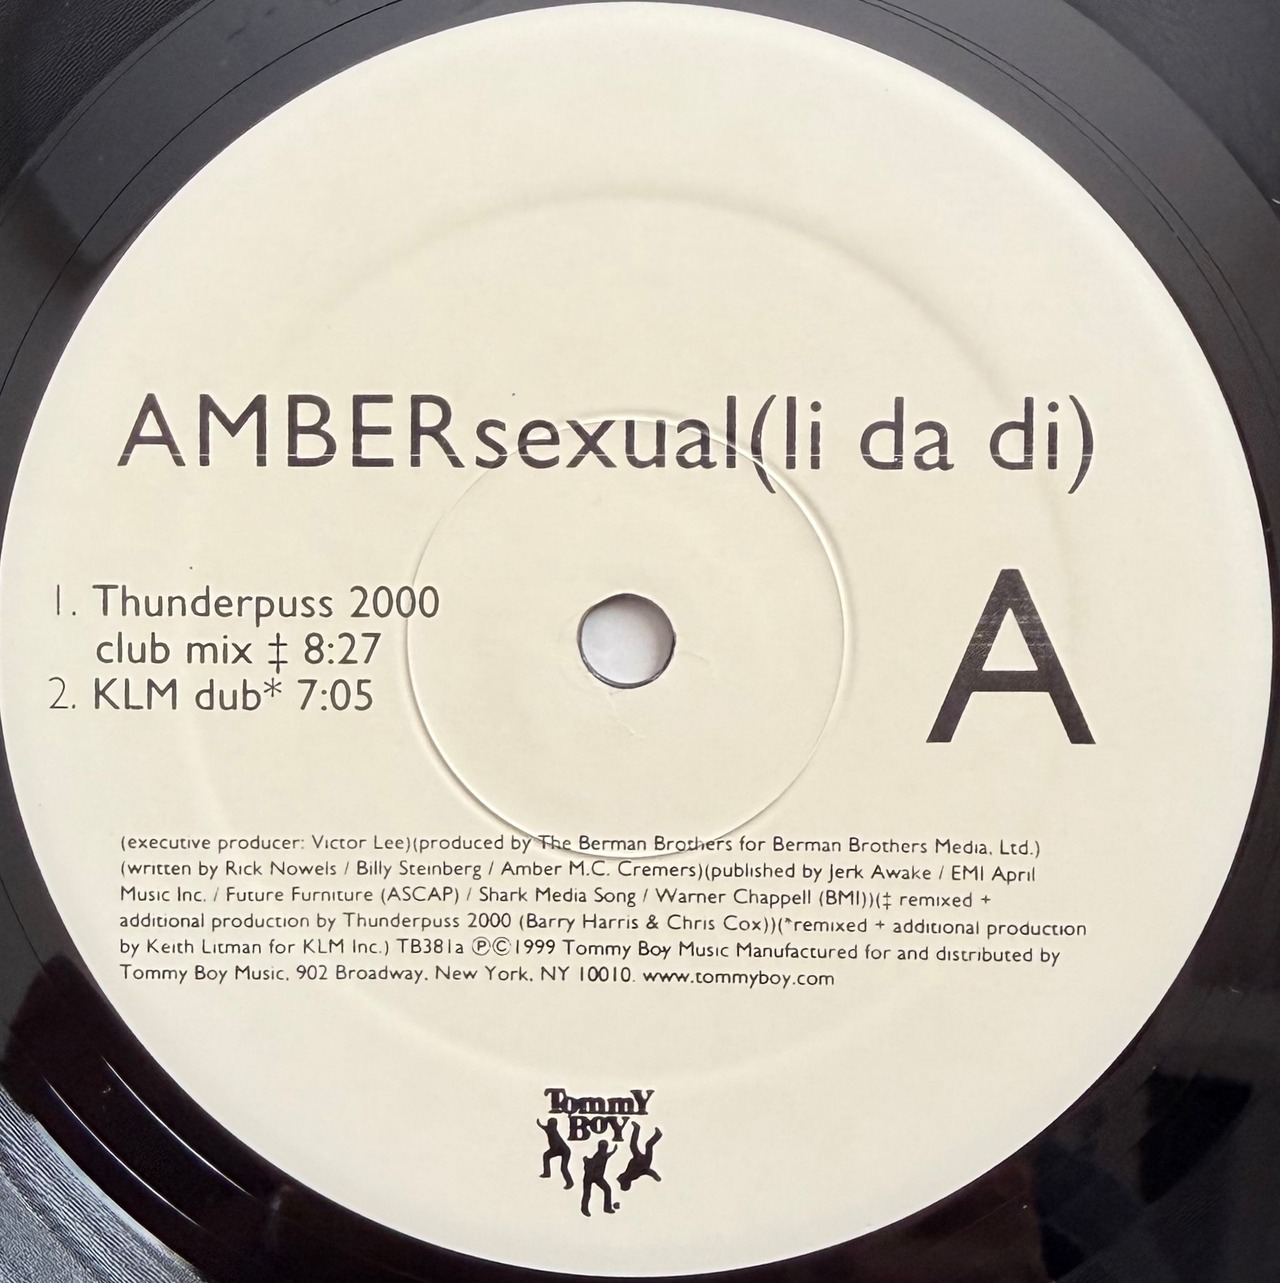 AMBERsexual(li da di)
1. Thunderpuss 2000
club mix ‡ 8:27
2. KLM dub* 7:05
A
(executive producer: Victor Lee)(produced by The Berman Brothers for Berman Brothers Media, Ltd.)
(written by Rick Nowels / Billy Steinberg / Amber M.C. Cremers)(published by Jerk Awake / EMI April
Music Inc. / Future Furniture (ASCAP) / Shark Media Song / Warner Chappell (BMI))(‡ remixed +
additional production by Thunderpuss 2000 (Barry Harris & Chris Cox))(*remixed + additional production
by Keith Litman for KLM Inc.) TB381a ℗©1999 Tommy Boy Music Manufactured for and distributed by
Tommy Boy Music, 902 Broadway, New York, NY 10010. www.tommyboy.com
Tommy
Boy